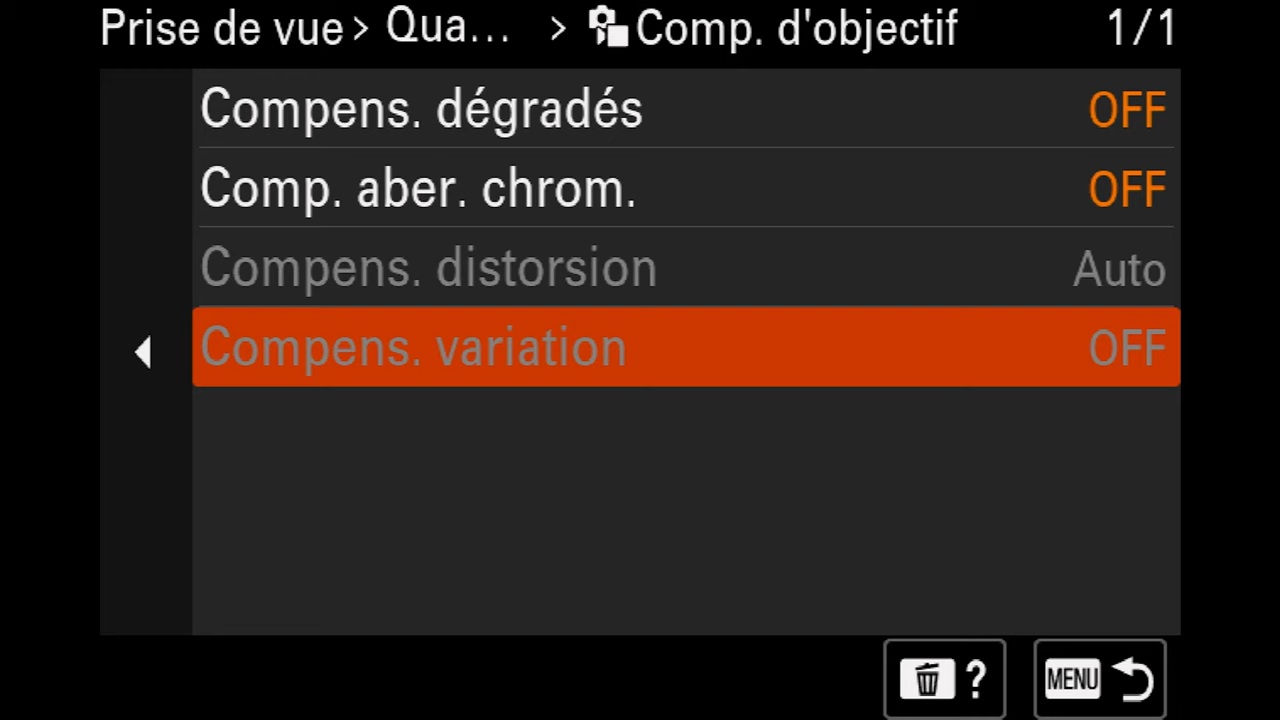 Prise de vue> Qua... > Comp. d'objectif 1/1
Compens. dégradés OFF
Comp. aber. chrom. OFF
Compens. distorsion Auto
Compens. variation OFF
? MENU